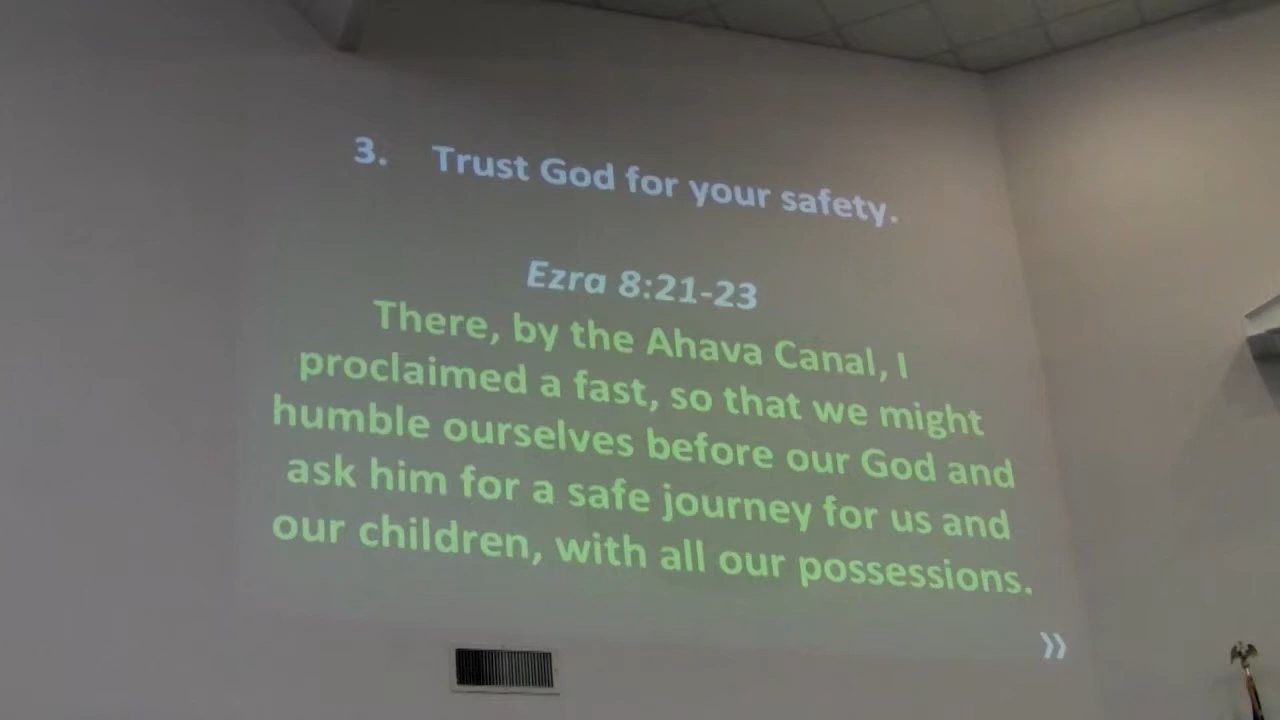 3. Trust God for your safety.
Ezra 8:21-23
There, by the Ahava Canal, I
proclaimed a fast, so that we might
humble ourselves before our God and
ask him for a safe journey for us and
our children, with all our possessions.
»